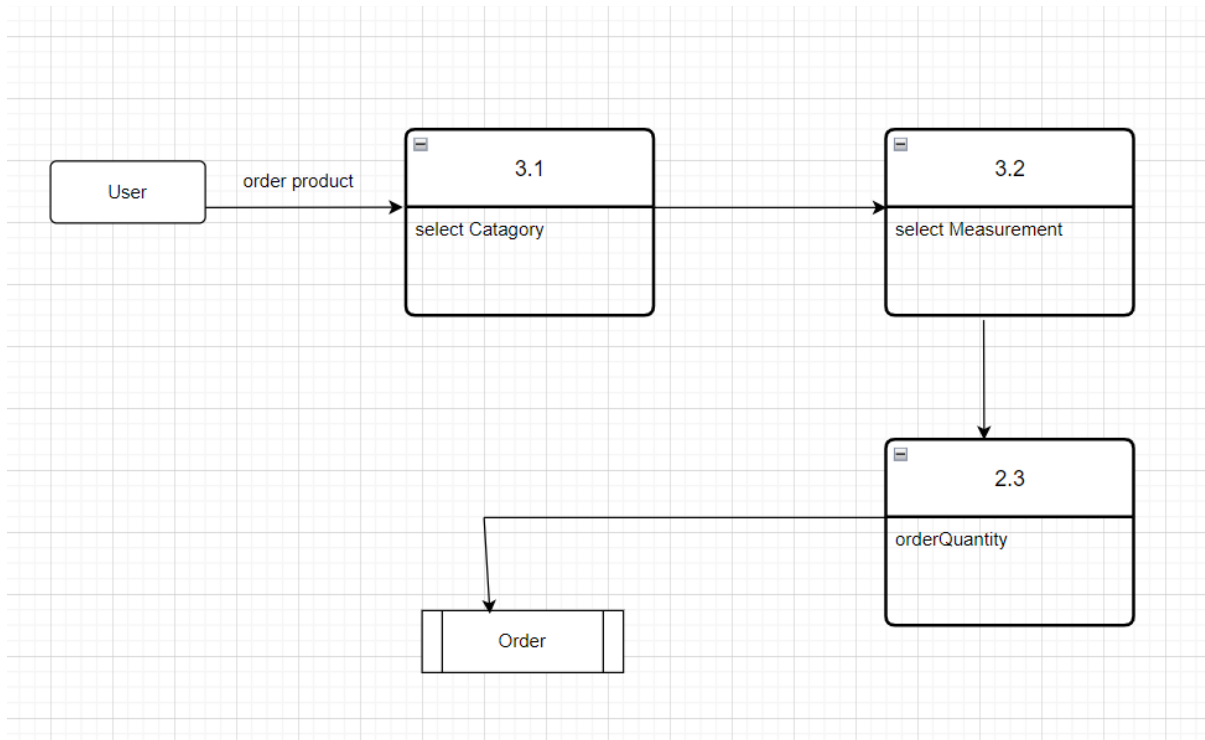 User
order product
3.1
select Catagory
3.2
select Measurement
2.3
orderQuantity
Order